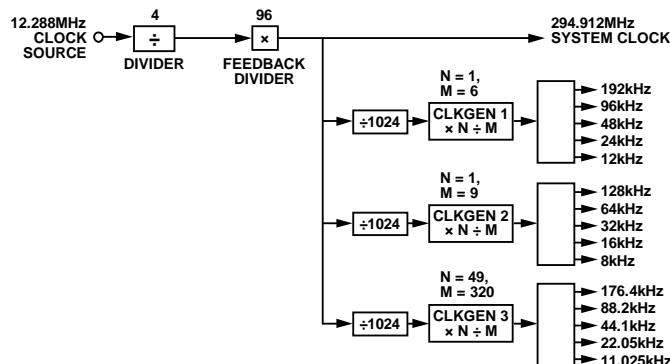 12.288MHz
CLOCK
SOURCE
4
÷
DIVIDER
96
×
FEEDBACK
DIVIDER
294.912MHz
SYSTEM CLOCK
N = 1,
M = 6
÷1024
CLKGEN 1
× N ÷ M
192kHz
96kHz
48kHz
24kHz
12kHz
N = 1,
M = 9
÷1024
CLKGEN 2
× N ÷ M
128kHz
64kHz
32kHz
16kHz
8kHz
N = 49,
M = 320
÷1024
CLKGEN 3
× N ÷ M
176.4kHz
88.2kHz
44.1kHz
22.05kHz
11.025kHz